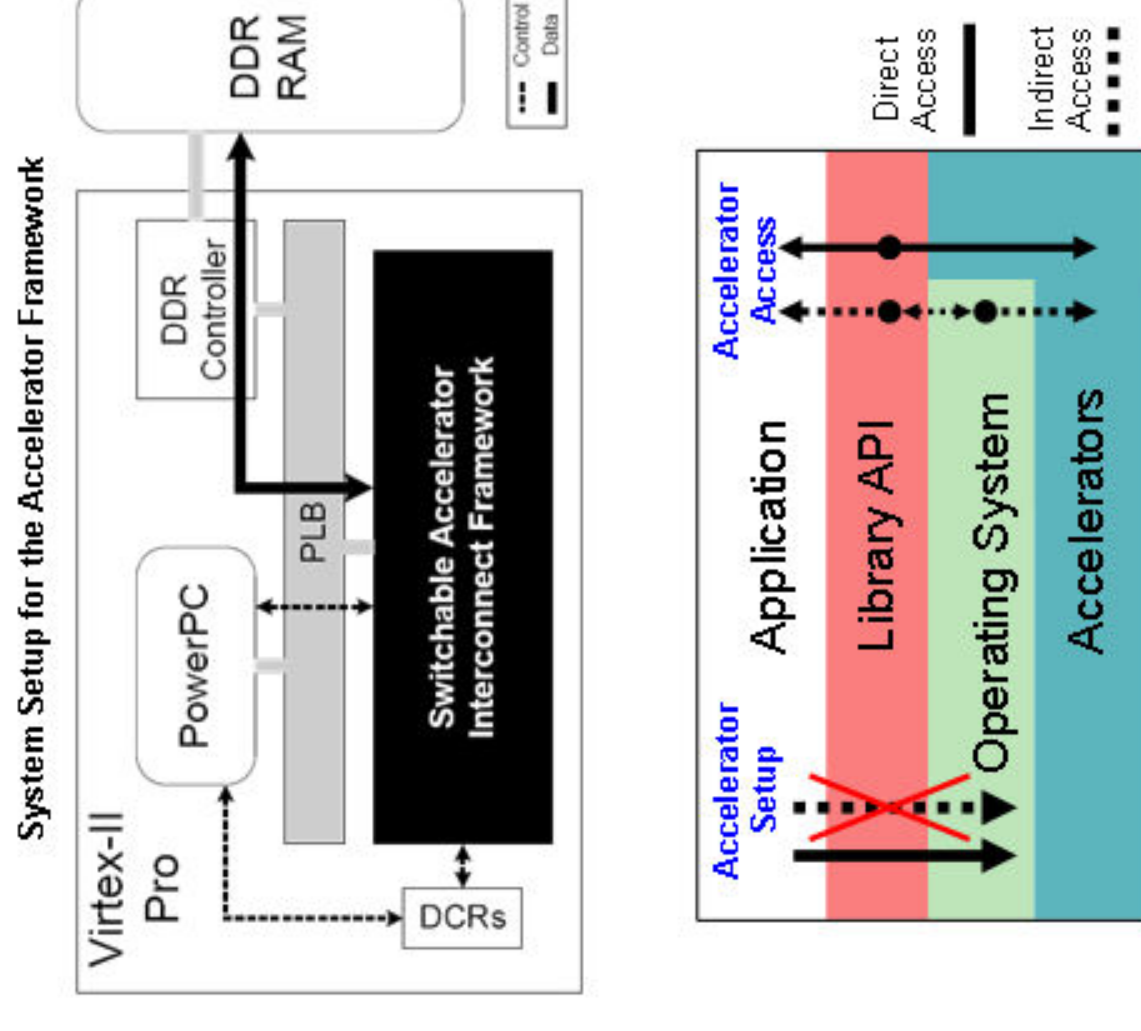 System Setup for the Accelerator Framework
Virtex-II
Pro
PowerPC
DDR
Controller
DDR
RAM
PLB
DCRs
Switchable Accelerator
Interconnect Framework
Control
Data
Accelerator
Setup
Application
Accelerator
Access
Library API
Operating System
Accelerators
Direct
Access
Indirect
Access